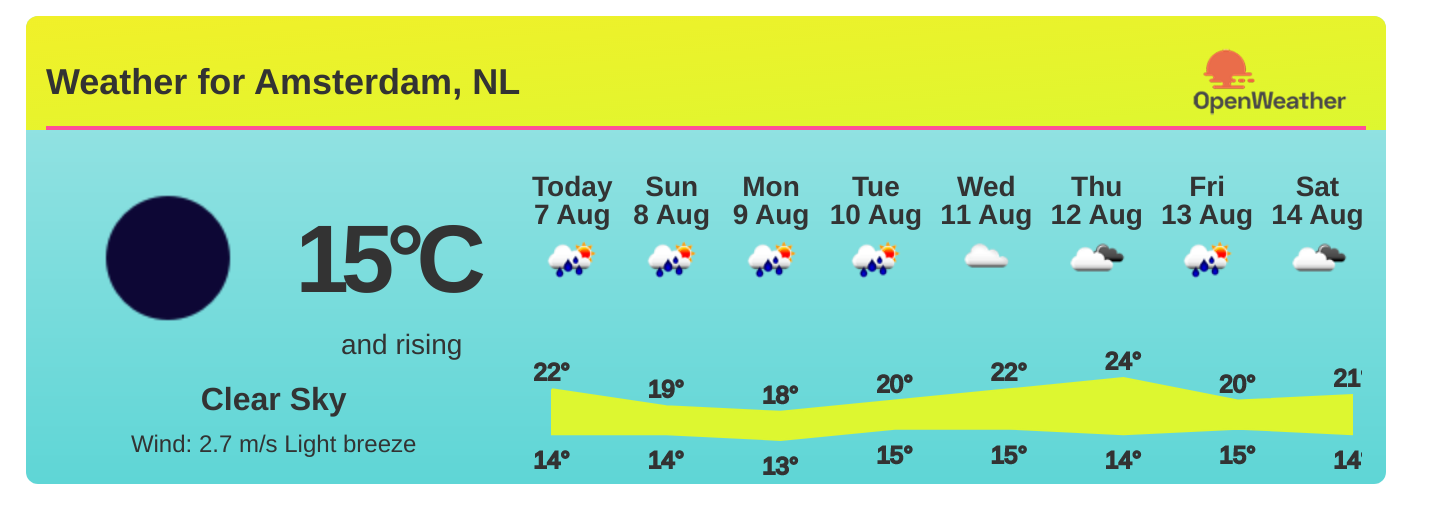 Weather for Amsterdam, NL
OpenWeather
15°C
and rising
Clear Sky
Wind: 2.7 m/s Light breeze
Today Sun Mon Tue Wed Thu Fri Sat
7 Aug 8 Aug 9 Aug 10 Aug 11 Aug 12 Aug 13 Aug 14 Aug
22° 19° 18° 20° 22° 24° 20° 21°
14° 14° 13° 15° 15° 14° 15° 14